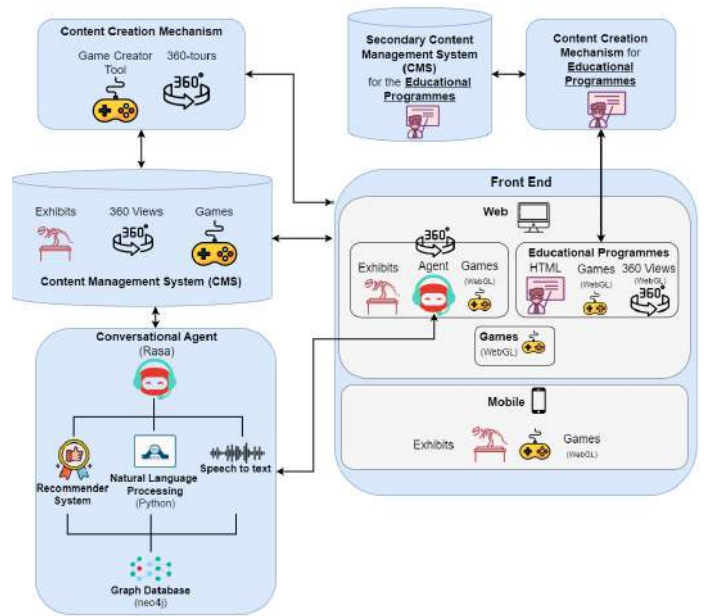 Content Creation Mechanism
Game Creator
Tool
360-tours
360°
Secondary Content
Management System
(CMS)
for the Educational
Programmes
Content Creation
Mechanism for
Educational
Programmes
Exhibits
360 Views
Games
360°
Content Management System (CMS)
Front End
Web
360°
Exhibits
Agent
Games
(WebGL)
Educational Programmes
HTML
Games
(WebGL)
360 Views
(WebGL)
360°
Games
(WebGL)
Mobile
Exhibits
Games
(WebGL)
Conversational Agent
(Rasa)
Recommender
System
Natural Language
Processing
(Python)
Speech to text
Graph Database
(neo4j)